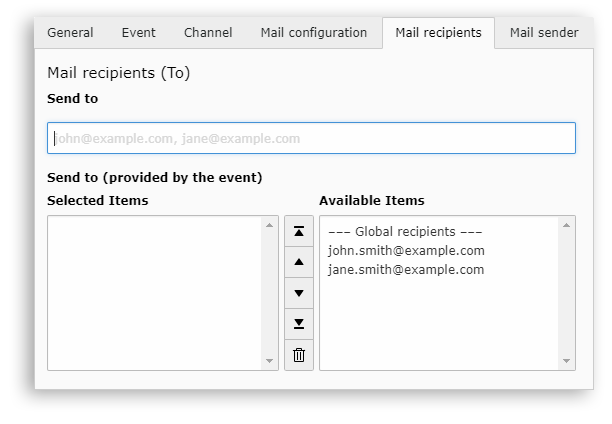 General Event Channel Mail configuration Mail recipients Mail sender
Mail recipients (To)
Send to
john@example.com, jane@example.com
Send to (provided by the event)
Selected Items Available Items
--- Global recipients ---
john.smith@example.com
jane.smith@example.com